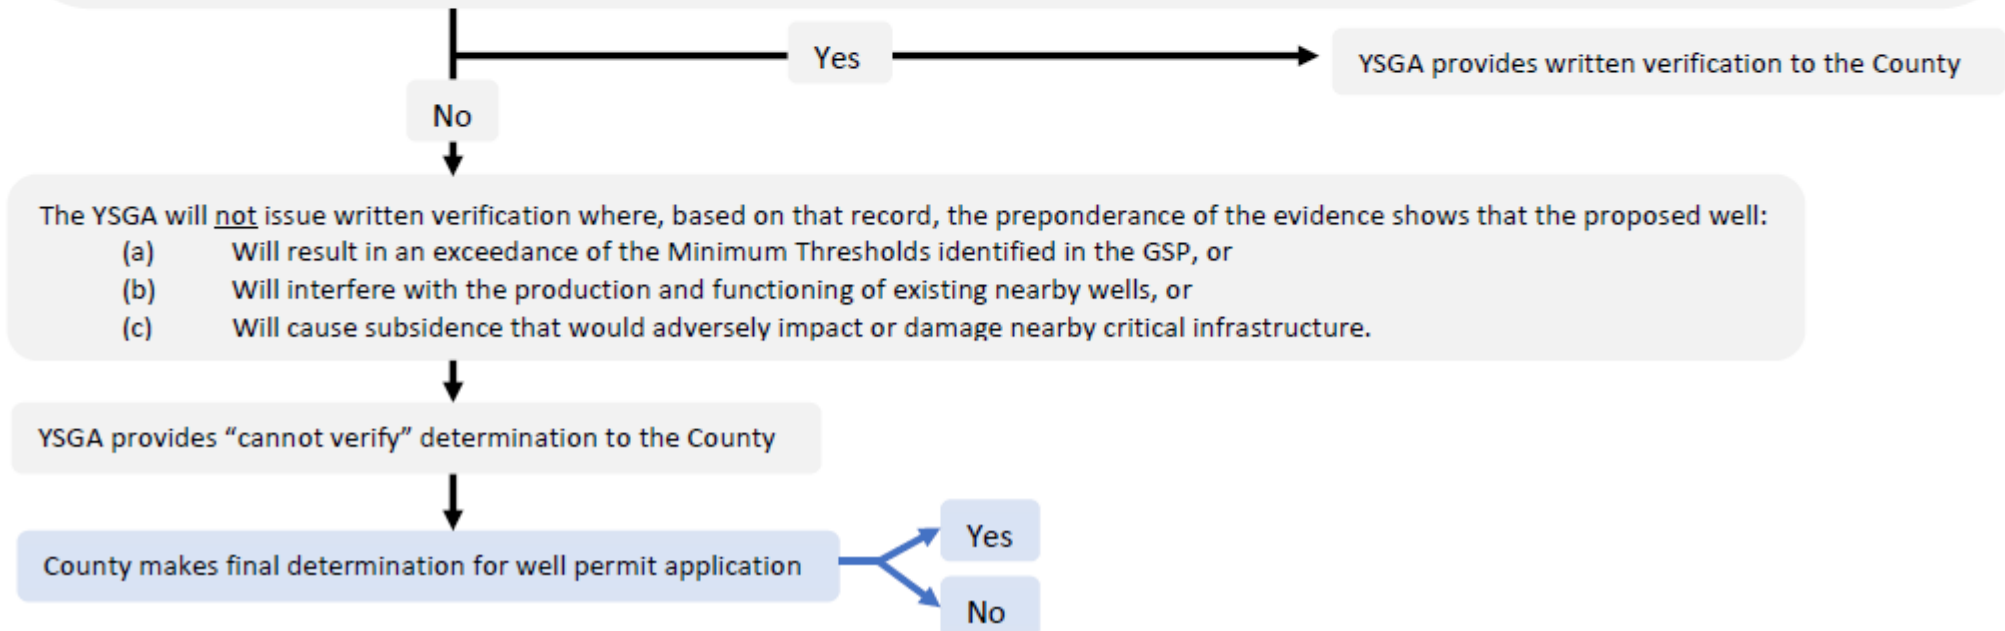 Yes
YSGA provides written verification to the County
No
The YSGA will not issue written verification where, based on that record, the preponderance of the evidence shows that the proposed well:
(a) Will result in an exceedance of the Minimum Thresholds identified in the GSP, or
(b) Will interfere with the production and functioning of existing nearby wells, or
(c) Will cause subsidence that would adversely impact or damage nearby critical infrastructure.
YSGA provides “cannot verify” determination to the County
County makes final determination for well permit application
Yes
No